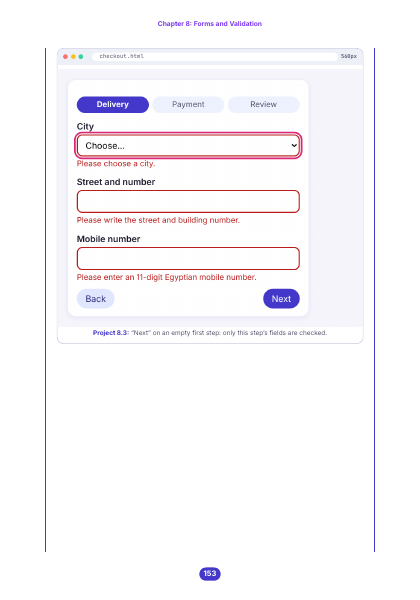 Chapter 8: Forms and Validation
checkout.html
560px
Delivery
Payment
Review
City
Choose...
Please choose a city.
Street and number
Please write the street and building number.
Mobile number
Please enter an 11-digit Egyptian mobile number.
Back
Next
Project 8.3: “Next” on an empty first step: only this step's fields are checked.
153